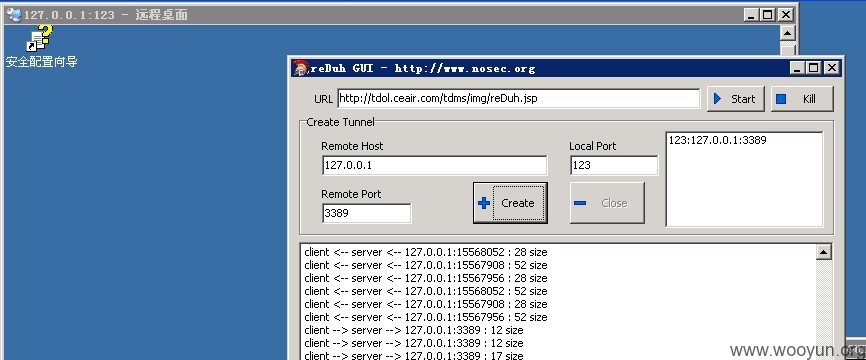 127.0.0.1:123 - 远程桌面
安全配置向导
reDuh GUI - http://www.nosec.org
URL
http://tdol.ceair.com/tdms/img/reDuh.jsp
Start
Kill
Create Tunnel
Remote Host
Local Port
127.0.0.1
123
123:127.0.0.1:3389
Remote Port
3389
Create
Close
client <-- server <-- 127.0.0.1:15568052 : 28 size
client <-- server <-- 127.0.0.1:15567908 : 52 size
client <-- server <-- 127.0.0.1:15567956 : 28 size
client <-- server <-- 127.0.0.1:15568052 : 52 size
client <-- server <-- 127.0.0.1:15567908 : 28 size
client <-- server <-- 127.0.0.1:15567956 : 52 size
client --> server --> 127.0.0.1:3389 : 12 size
client --> server --> 127.0.0.1:3389 : 12 size
client --> server --> 127.0.0.1:3389 : 17 size
www.wooyun.org